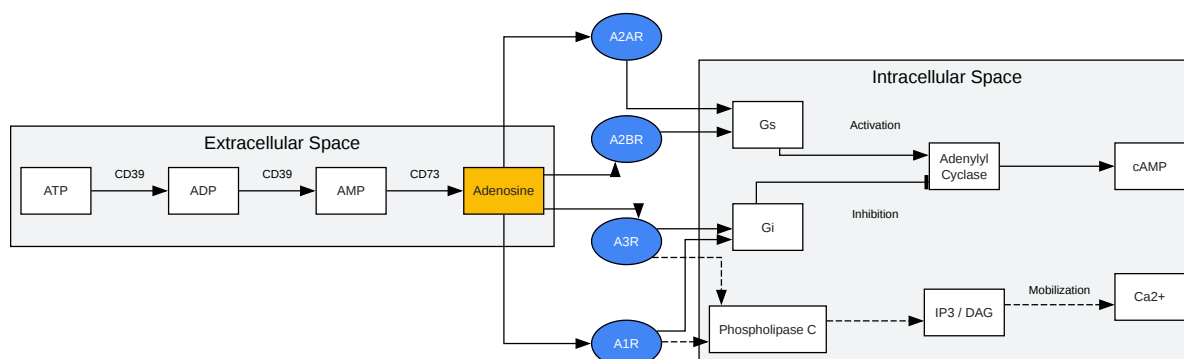 A2AR
Intracellular Space
Gs
Activation
A2BR
Extracellular Space
Adenylyl
Cyclase
cAMP
ATP
CD39
ADP
CD39
AMP
CD73
Adenosine
Inhibition
Gi
A3R
Mobilization
Ca2+
IP3 / DAG
Phospholipase C
A1R